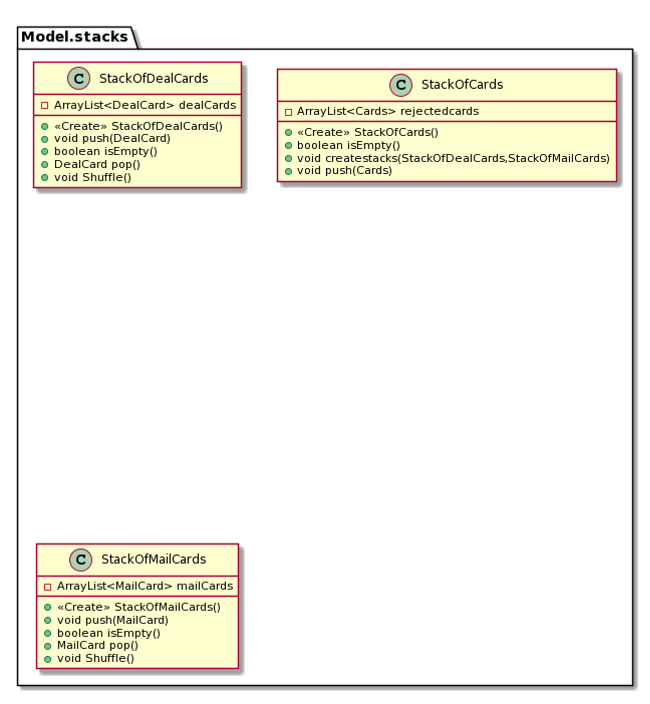 Model.stacks
C StackOfDealCards
ArrayList<DealCard> dealCards
«Create» StackOfDealCards()
void push(DealCard)
boolean isEmpty()
DealCard pop()
void Shuffle()
C StackOfCards
ArrayList<Cards> rejectedcards
«Create» StackOfCards()
boolean isEmpty()
void createstacks(StackOfDealCards,StackOfMailCards)
void push(Cards)
C StackOfMailCards
ArrayList<MailCard> mailCards
«Create» StackOfMailCards()
void push(MailCard)
boolean isEmpty()
MailCard pop()
void Shuffle()